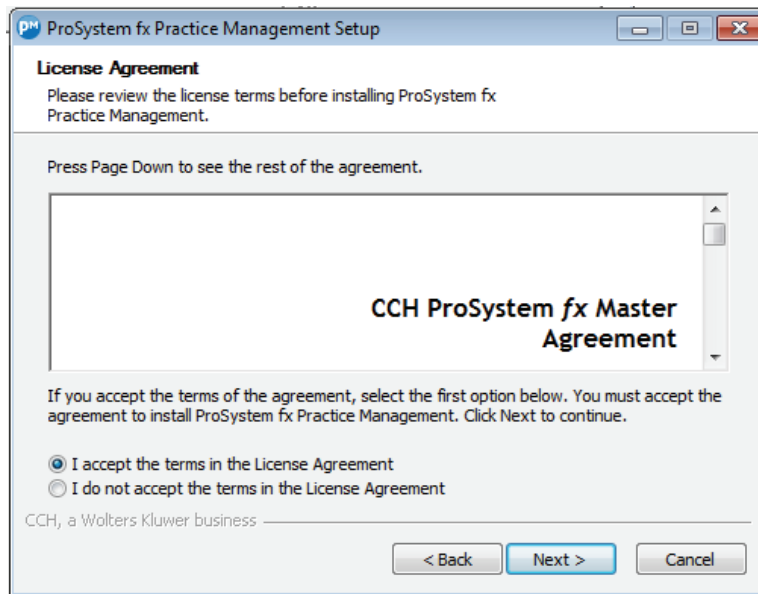 PM ProSystem fx Practice Management Setup
License Agreement
Please review the license terms before installing ProSystem fx
Practice Management.
Press Page Down to see the rest of the agreement.
CCH ProSystem fx Master
Agreement
If you accept the terms of the agreement, select the first option below. You must accept the
agreement to install ProSystem fx Practice Management. Click Next to continue.
I accept the terms in the License Agreement
I do not accept the terms in the License Agreement
CCH, a Wolters Kluwer business
< Back Next > Cancel